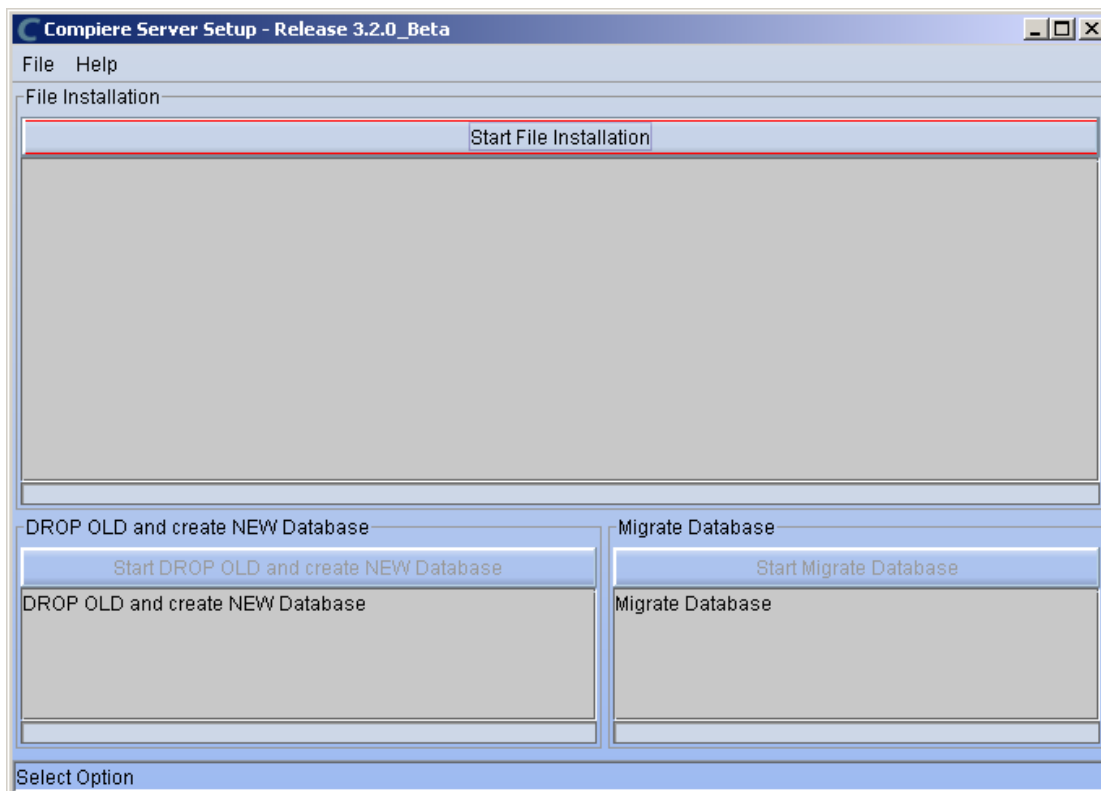 Compiere Server Setup - Release 3.2.0_Beta
File Help
File Installation
Start File Installation
DROP OLD and create NEW Database
Migrate Database
Start DROP OLD and create NEW Database
Start Migrate Database
DROP OLD and create NEW Database
Migrate Database
Select Option